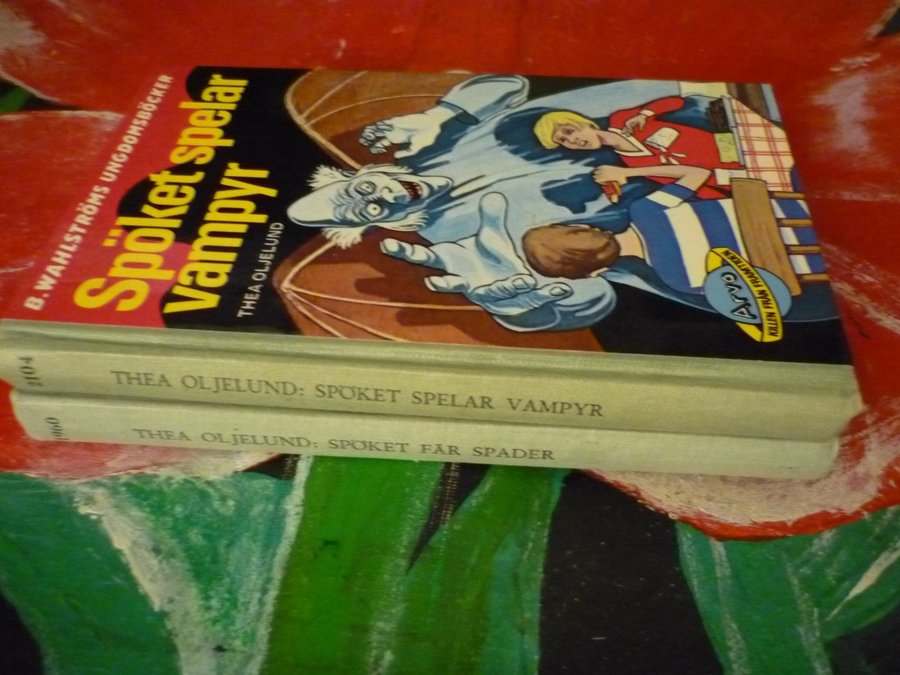 B. WAHLSTRÖMS UNGDOMSBÖCKER
Spöket spelar
vampyr
THEA OLJELUND
Arvo
KILLEN FRÅN FRAMTIDEN
2104
THEA OLJELUND: SPÖKET SPELAR VAMPYR
THEA OLJELUND: SPÖKET FÅR SPADER